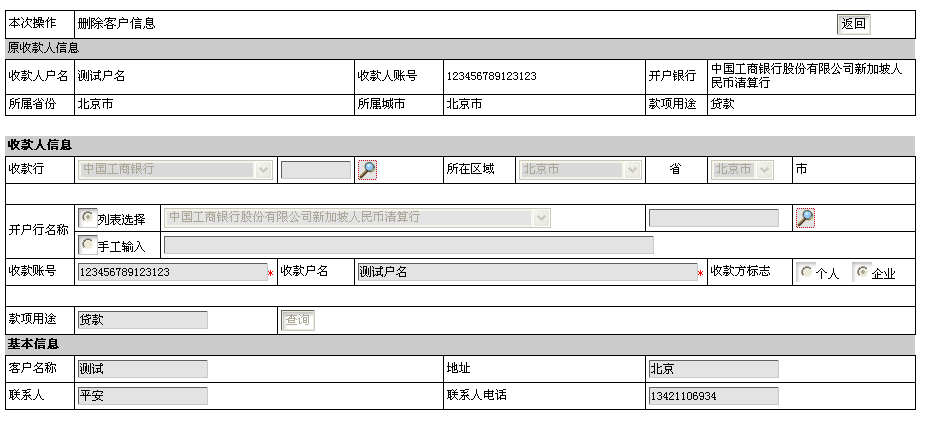 本次操作 删除客户信息 返回
原收款人信息
收款人户名 测试户名 收款人账号 123456789123123 开户银行 中国工商银行股份有限公司新加坡人
民币清算行
所属省份 北京市 所属城市 北京市 款项用途 贷款
收款人信息
收款行 中国工商银行 所在区域 北京市 省 北京市 市
开户行名称 列表选择 中国工商银行股份有限公司新加坡人民币清算行
手工输入
收款账号 123456789123123 * 收款户名 测试户名 * 收款方标志 个人 企业
款项用途 贷款 查询
基本信息
客户名称 测试 地址 北京
联系人 平安 联系人电话 13421106934